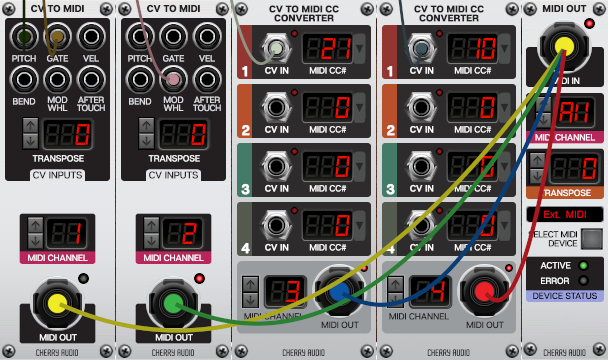 CV TO MIDI
PITCH GATE VEL
BEND MOD WHL AFTER TOUCH
0
TRANSPOSE
CV INPUTS
1
MIDI CHANNEL
MIDI OUT
CHERRY AUDIO
CV TO MIDI
PITCH GATE VEL
BEND MOD WHL AFTER TOUCH
0
TRANSPOSE
CV INPUTS
2
MIDI CHANNEL
MIDI OUT
CHERRY AUDIO
CV TO MIDI CC
CONVERTER
21
1 CV IN MIDI CC#
0
2 CV IN MIDI CC#
0
3 CV IN MIDI CC#
0
4 CV IN MIDI CC#
3
MIDI CHANNEL MIDI OUT
CHERRY AUDIO
CV TO MIDI CC
CONVERTER
10
1 CV IN MIDI CC#
0
2 CV IN MIDI CC#
0
3 CV IN MIDI CC#
0
4 CV IN MIDI CC#
4
MIDI CHANNEL MIDI OUT
CHERRY AUDIO
MIDI OUT
MIDI IN
All
MIDI CHANNEL
0
TRANSPOSE
Ext. MIDI
SELECT MIDI
DEVICE
ACTIVE
ERROR
DEVICE STATUS
CHERRY AUDIO